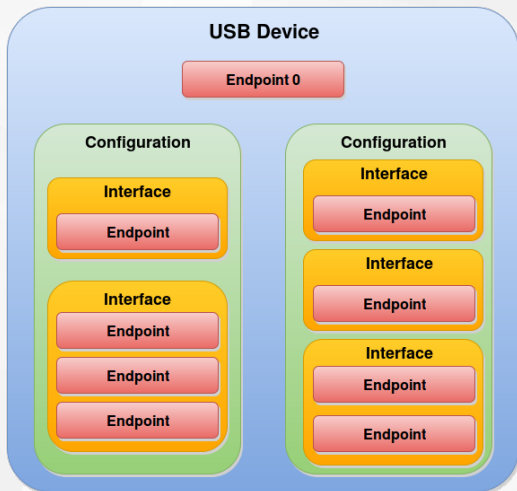 USB Device
Endpoint 0
Configuration
Interface
Endpoint
Interface
Endpoint
Endpoint
Endpoint
Configuration
Interface
Endpoint
Interface
Endpoint
Interface
Endpoint
Endpoint